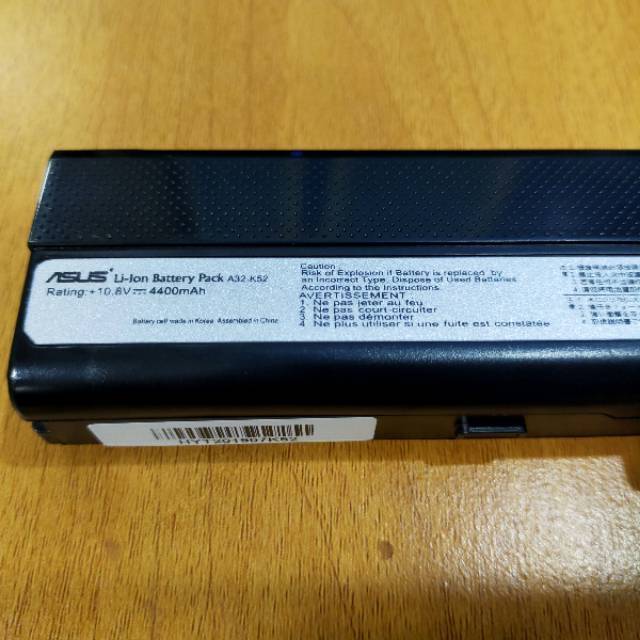 ASUS Li-Ion Battery Pack A32-K52
Rating:+10.8V⎓ 4400mAh
Battery cell made in Korea Assembled in China
Caution:
Risk of Explosion if Battery is replaced by
an Incorrect Type. Dispose of Used Batteries
According to the Instructions.
AVERTISSEMENT
1. Ne pas jeter au feu
2. Ne pas court-circuiter
3. Ne pas démonter
4. Ne plus utiliser si une fuite est constatée
HYT201807K52